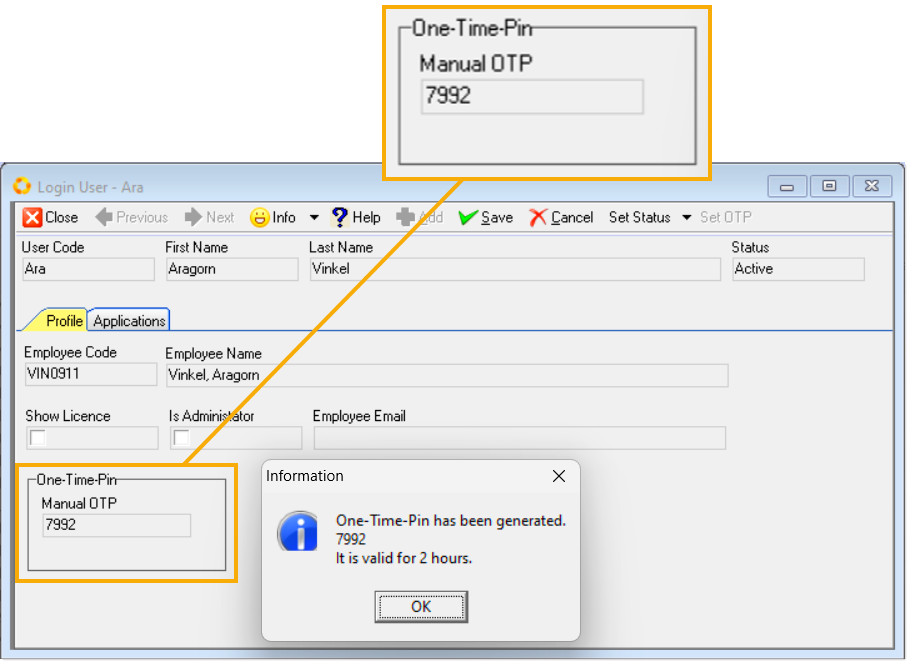 One-Time-Pin
Manual OTP
7992
Login User - Ara
Close Previous Next Info Help Add Save Cancel Set Status Set OTP
User Code First Name Last Name Status
Ara Aragorn Vinkel Active
Profile Applications
Employee Code Employee Name
VIN0911 Vinkel, Aragorn
Show Licence Is Administator Employee Email
One-Time-Pin
Manual OTP
7992
Information
One-Time-Pin has been generated.
7992
It is valid for 2 hours.
OK